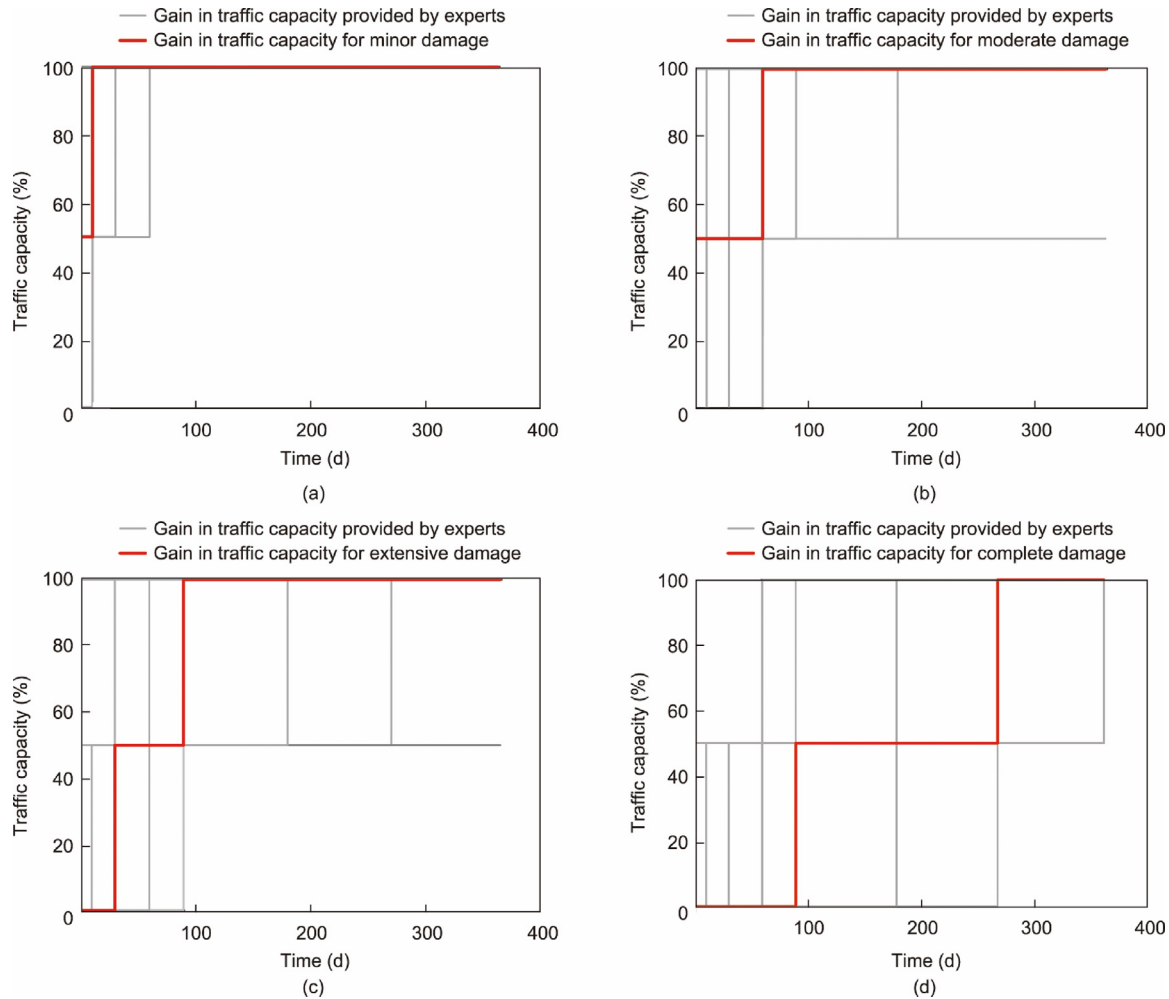 Gain in traffic capacity provided by experts
Gain in traffic capacity for minor damage
100
80
60
40
20
0
Traffic capacity (%)
100
200
300
400
Time (d)
(a)
Gain in traffic capacity provided by experts
Gain in traffic capacity for moderate damage
100
80
60
40
20
0
Traffic capacity (%)
100
200
300
400
Time (d)
(b)
Gain in traffic capacity provided by experts
Gain in traffic capacity for extensive damage
100
80
60
40
20
0
Traffic capacity (%)
100
200
300
400
Time (d)
(c)
Gain in traffic capacity provided by experts
Gain in traffic capacity for complete damage
100
80
60
40
20
0
Traffic capacity (%)
100
200
300
400
Time (d)
(d)